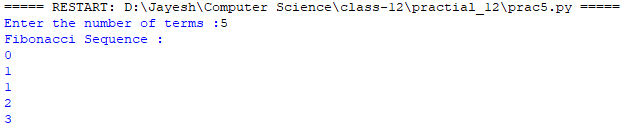 ===== RESTART: D:\Jayesh\Computer Science\class-12\practial_12\prac5.py =====
Enter the number of terms :5
Fibonacci Sequence :
0
1
1
2
3